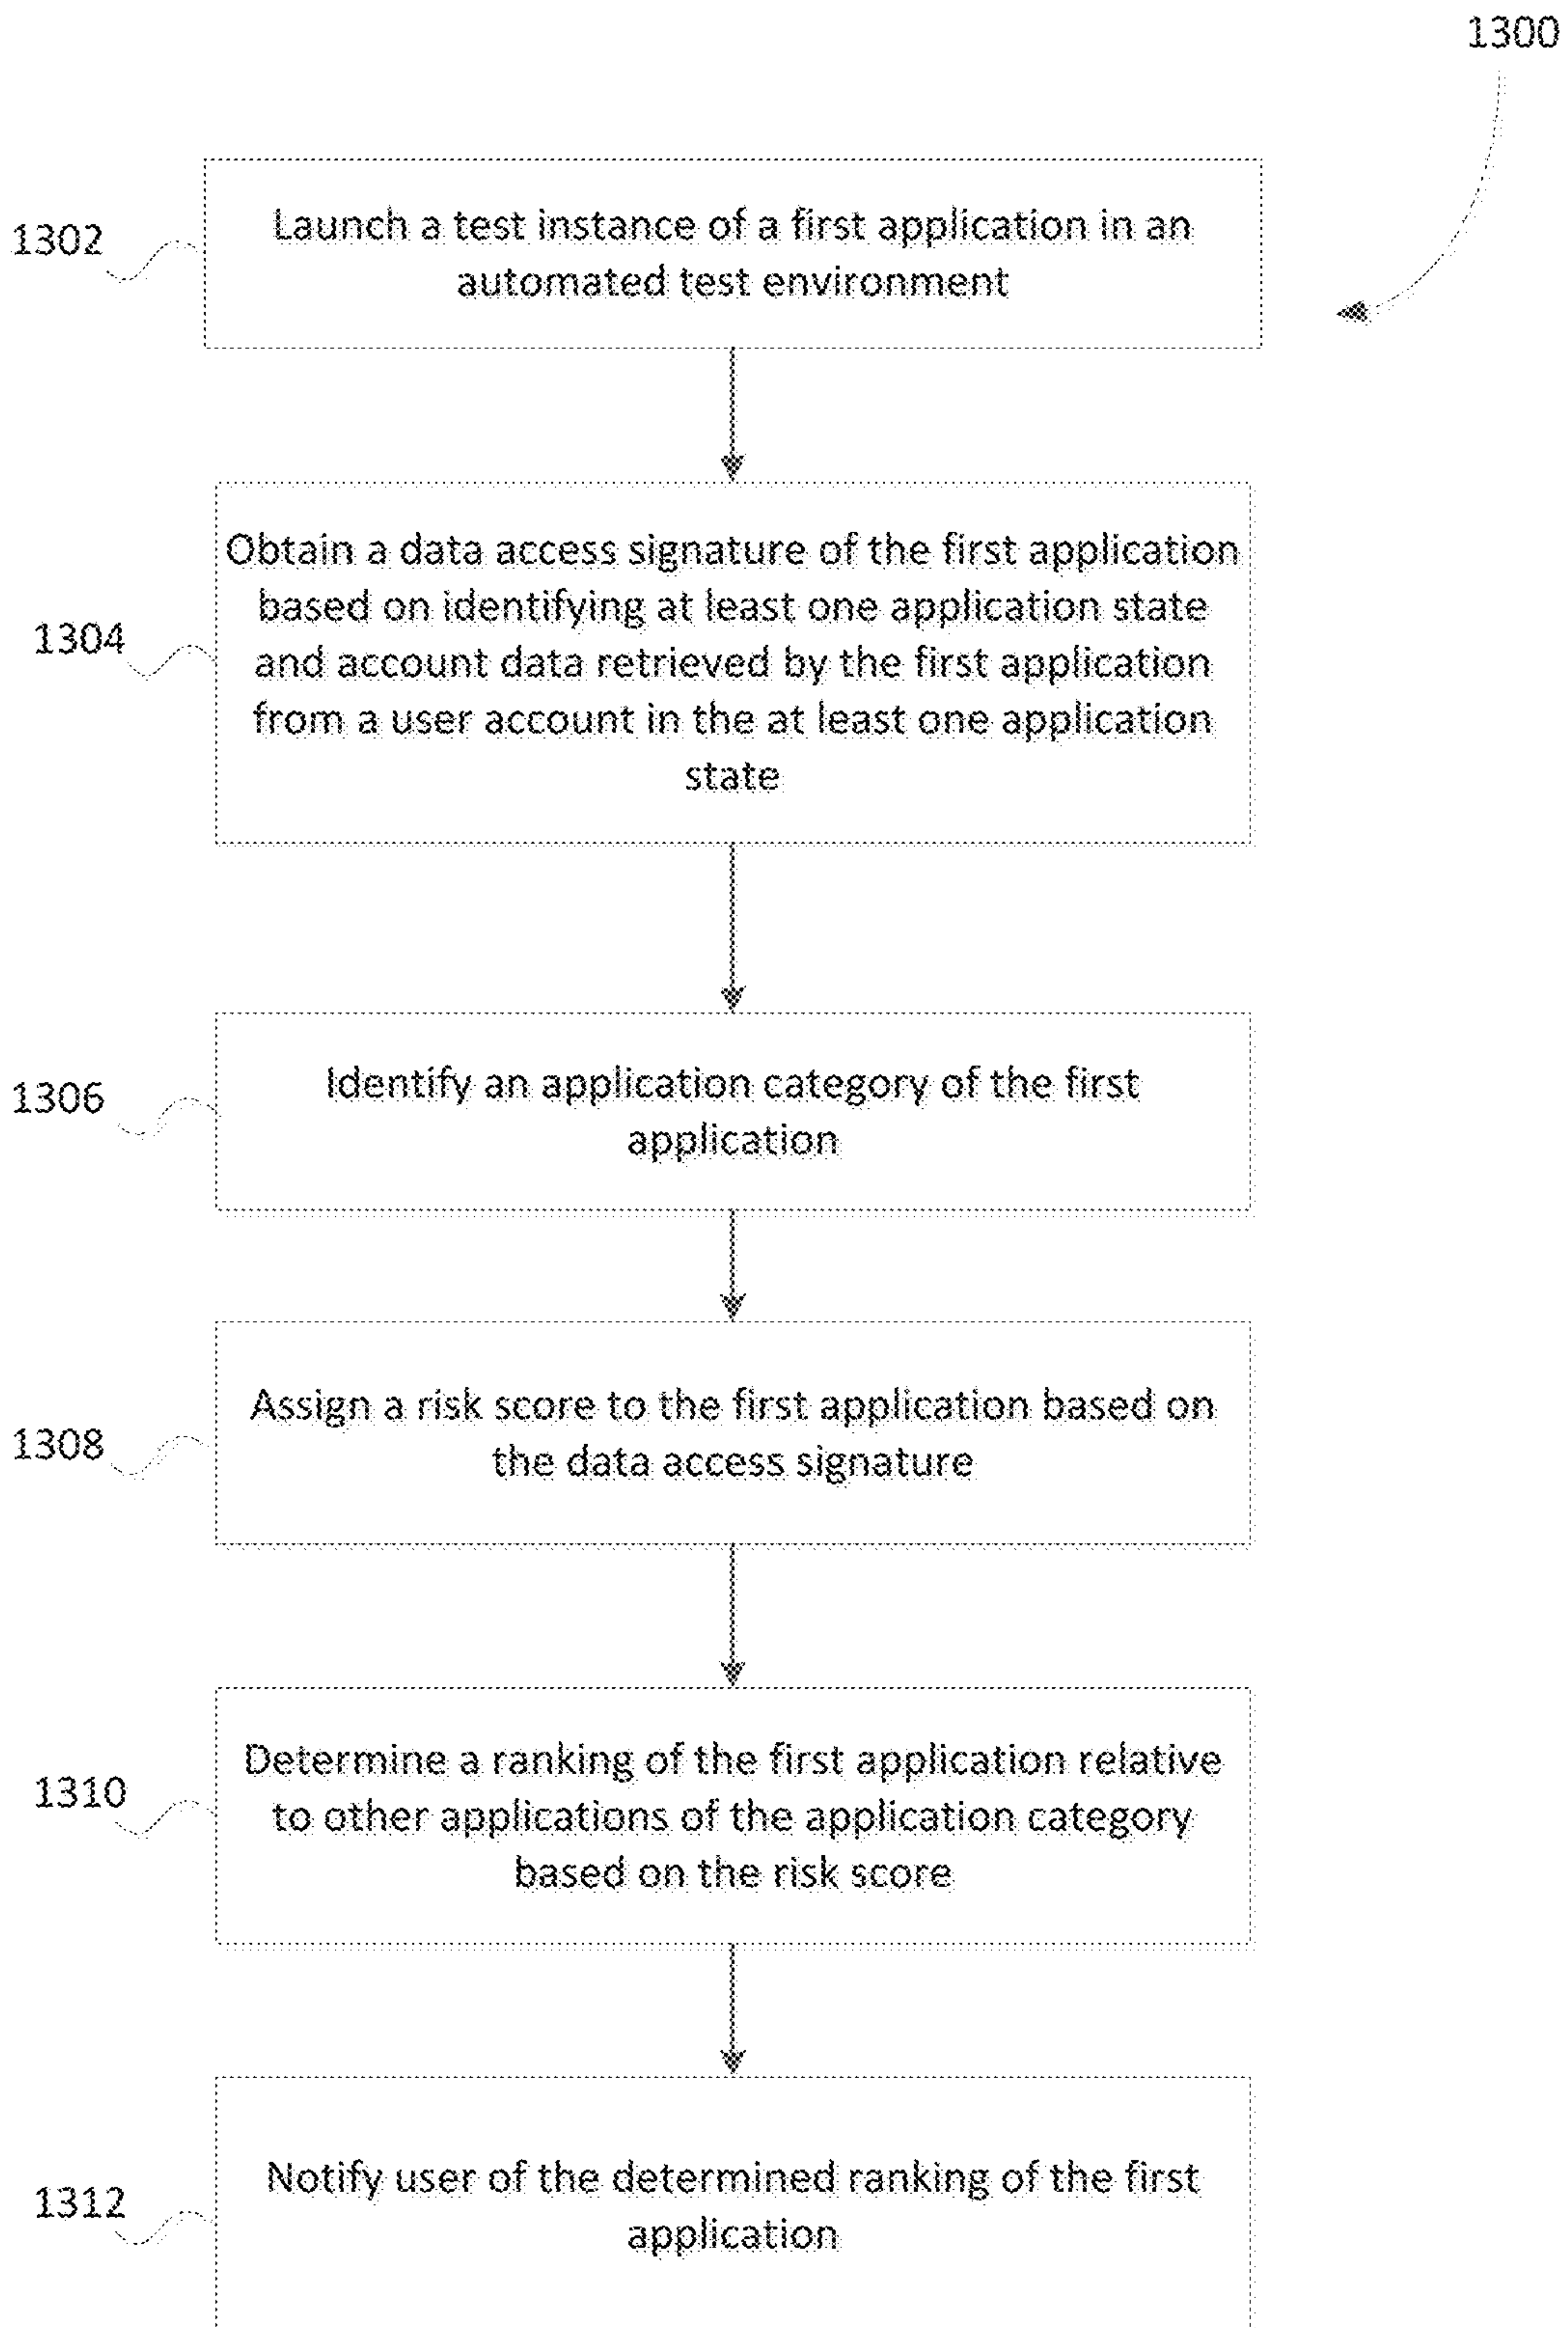 1300
1302
Launch a test instance of a first application in an
automated test environment
1304
Obtain a data access signature of the first application
based on identifying at least one application state
and account data retrieved by the first application
from a user account in the at least one application
state
1306
Identify an application category of the first
application
1308
Assign a risk score to the first application based on
the data access signature
1310
Determine a ranking of the first application relative
to other applications of the application category
based on the risk score
1312
Notify user of the determined ranking of the first
application